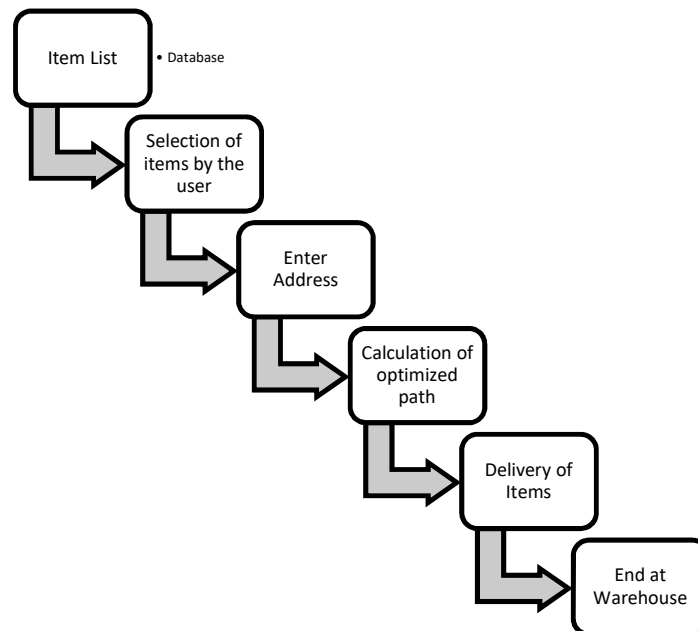 Item List
• Database
Selection of
items by the
user
Enter
Address
Calculation of
optimized
path
Delivery of
Items
End at
Warehouse